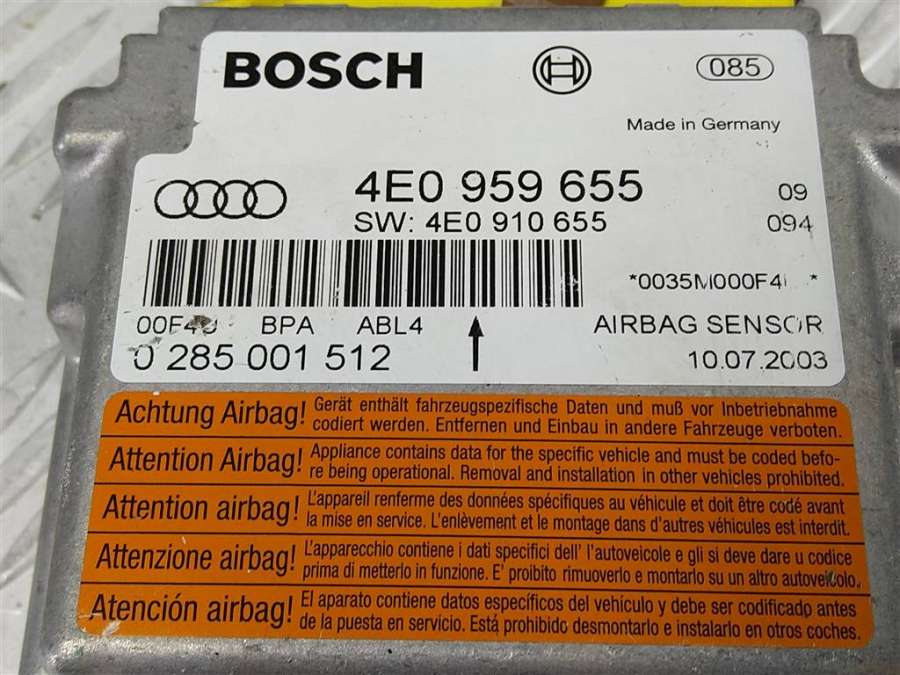 BOSCH
085
Made in Germany
4E0 959 655
09
SW: 4E0 910 655
094
*0035M000F4 *
BPA ABL4
AIRBAG SENSOR
0 285 001 512
10.07.2003
Achtung Airbag! Gerät enthält fahrzeugspezifische Daten und muß vor Inbetriebnahme
codiert werden. Entfernen und Einbau in andere Fahrzeuge verboten.
Attention Airbag! Appliance contains data for the specific vehicle and must be coded befo-
re being operational. Removal and installation in other vehicles prohibited.
Attention airbag! L'appareil renferme des données spécifiques au véhicule et doit être codé avant
la mise en service. L'enlèvement et le montage dans d'autres véhicules est interdit.
Attenzione airbag! L'apparecchio contiene i dati specifici dell' l'autoveicole e gli si deve dare u codice
prima di metterlo in funzione. E' proibito rimuoverlo e montarlo su un altro autoveicolo.
Atención airbag! El aparato contiene datos específicos del vehículo y debe ser codificado antes
de la puesta en servicio. Está prohibido desmontarlo e instalarlo en otros coches.